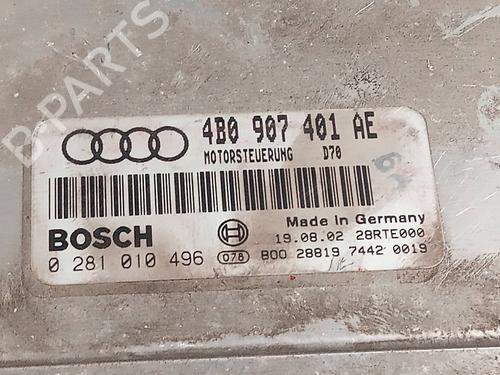 B-PARTS
4B0 907 401 AE
MOTORSTEUERUNG D70
BOSCH
Made in Germany
19.08.02 28RTE000
0 281 010 496 078 B00 28819 7442 0019